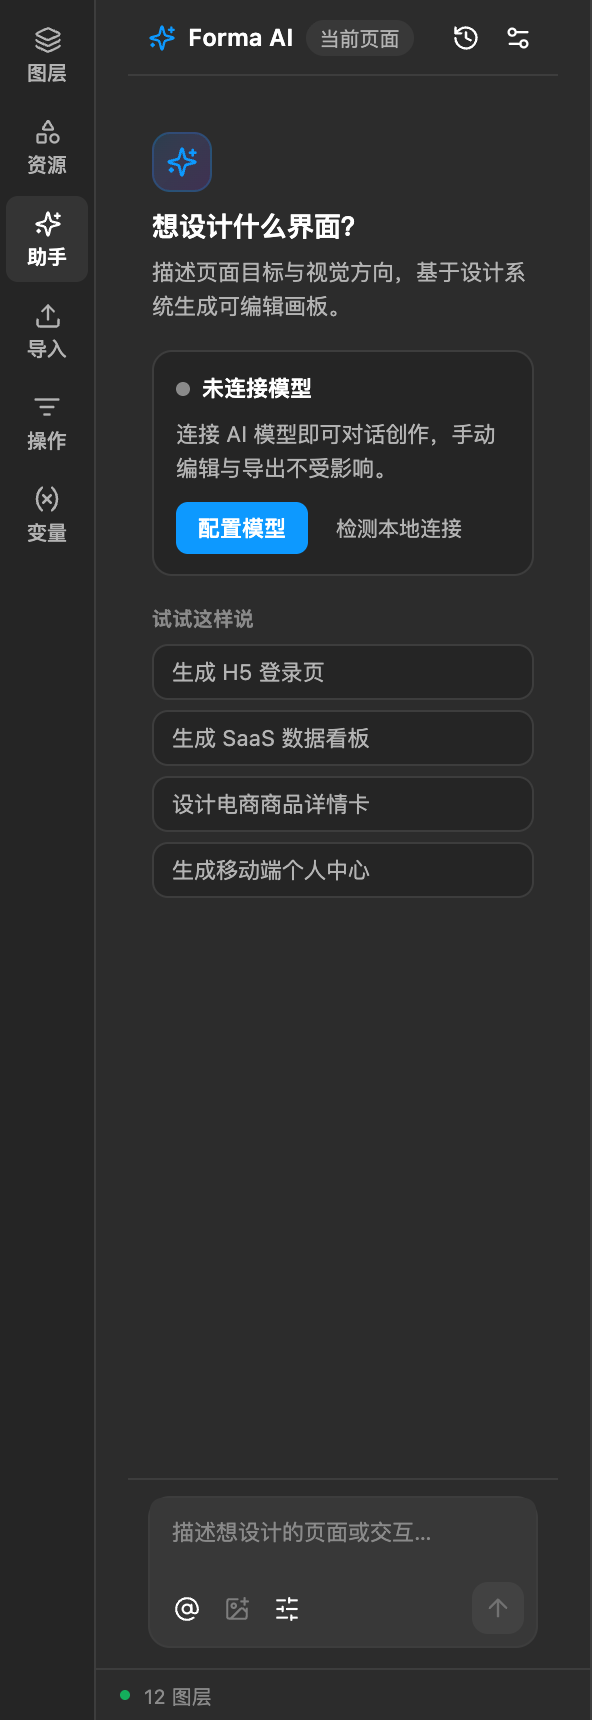 图层
资源
助手
导入
操作
变量
Forma AI 当前页面
想设计什么界面?
描述页面目标与视觉方向，基于设计系
统生成可编辑画板。
未连接模型
连接 AI 模型即可对话创作，手动
编辑与导出不受影响。
配置模型 检测本地连接
试试这样说
生成 H5 登录页
生成 SaaS 数据看板
设计电商商品详情卡
生成移动端个人中心
描述想设计的页面或交互...
12 图层